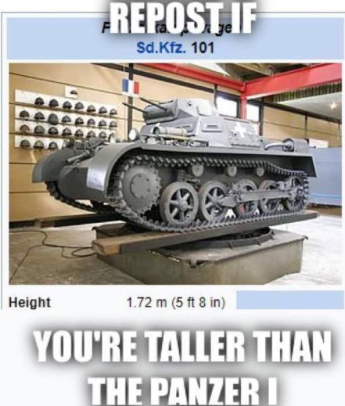 REPOST IF
Sd.Kfz. 101
Height 1.72 m (5 ft 8 in)
YOU'RE TALLER THAN
THE PANZER I